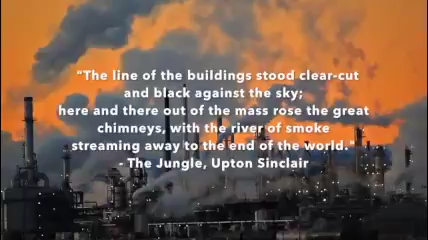 "The line of the buildings stood clear-cut
and black against the sky;
here and there out of the mass rose the great
chimneys, with the river of smoke
streaming away to the end of the world."
- The Jungle, Upton Sinclair